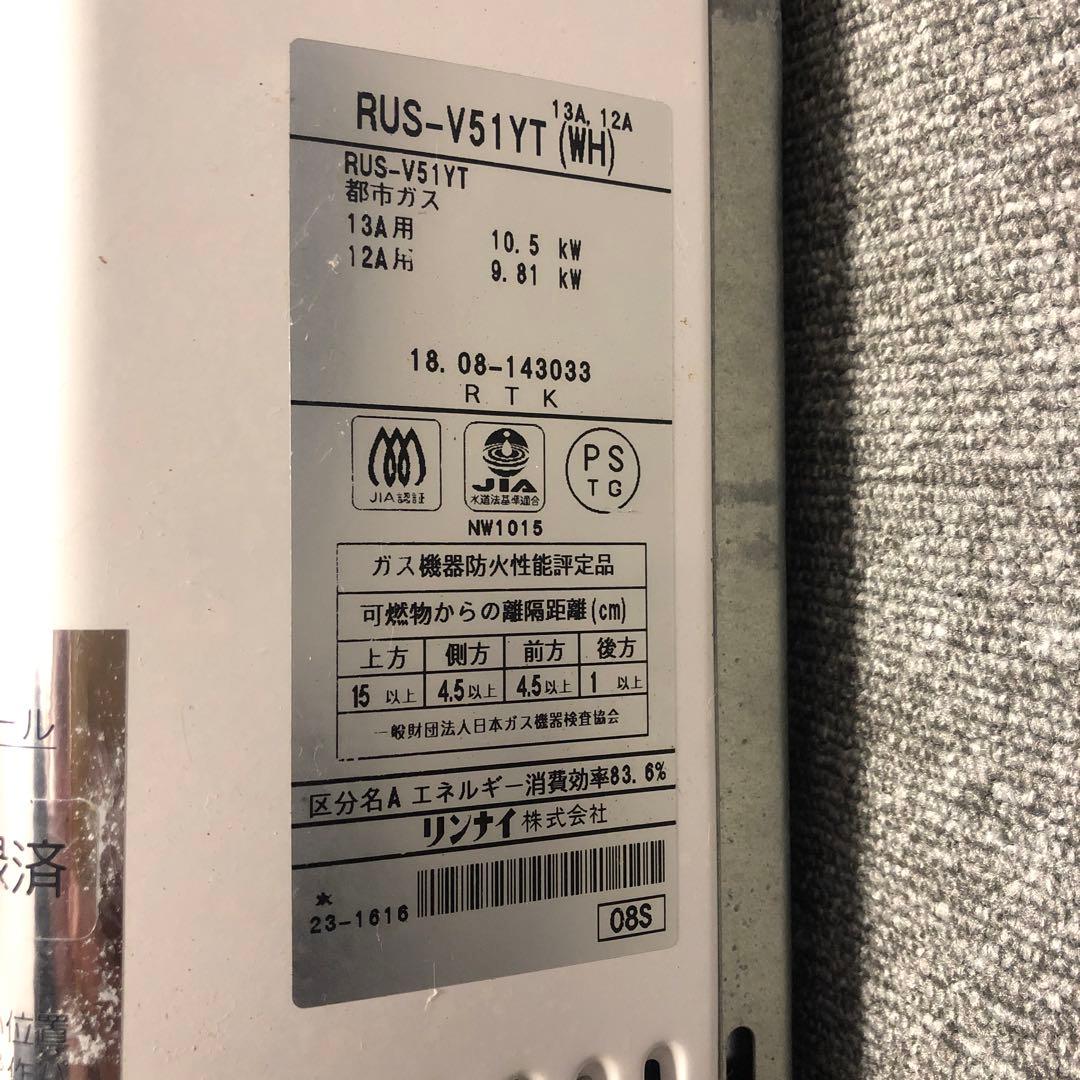 13A, 12A
RUS-V51YT (WH)
RUS-V51YT
都市ガス
13A用 10.5 kW
12A用 9.81 kW
18.08-143033
RTK
JIA認証
JIA
水道法基準適合
PS
TG
NW1015
ガス機器防火性能評定品
可燃物からの離隔距離(cm)
上方 側方 前方 後方
15 以上 4.5以上 4.5以上 1 以上
一般財団法人日本ガス機器検査協会
区分名A エネルギー消費効率83.6%
リンナイ株式会社
水
23-1616
08S
ール
済
位置